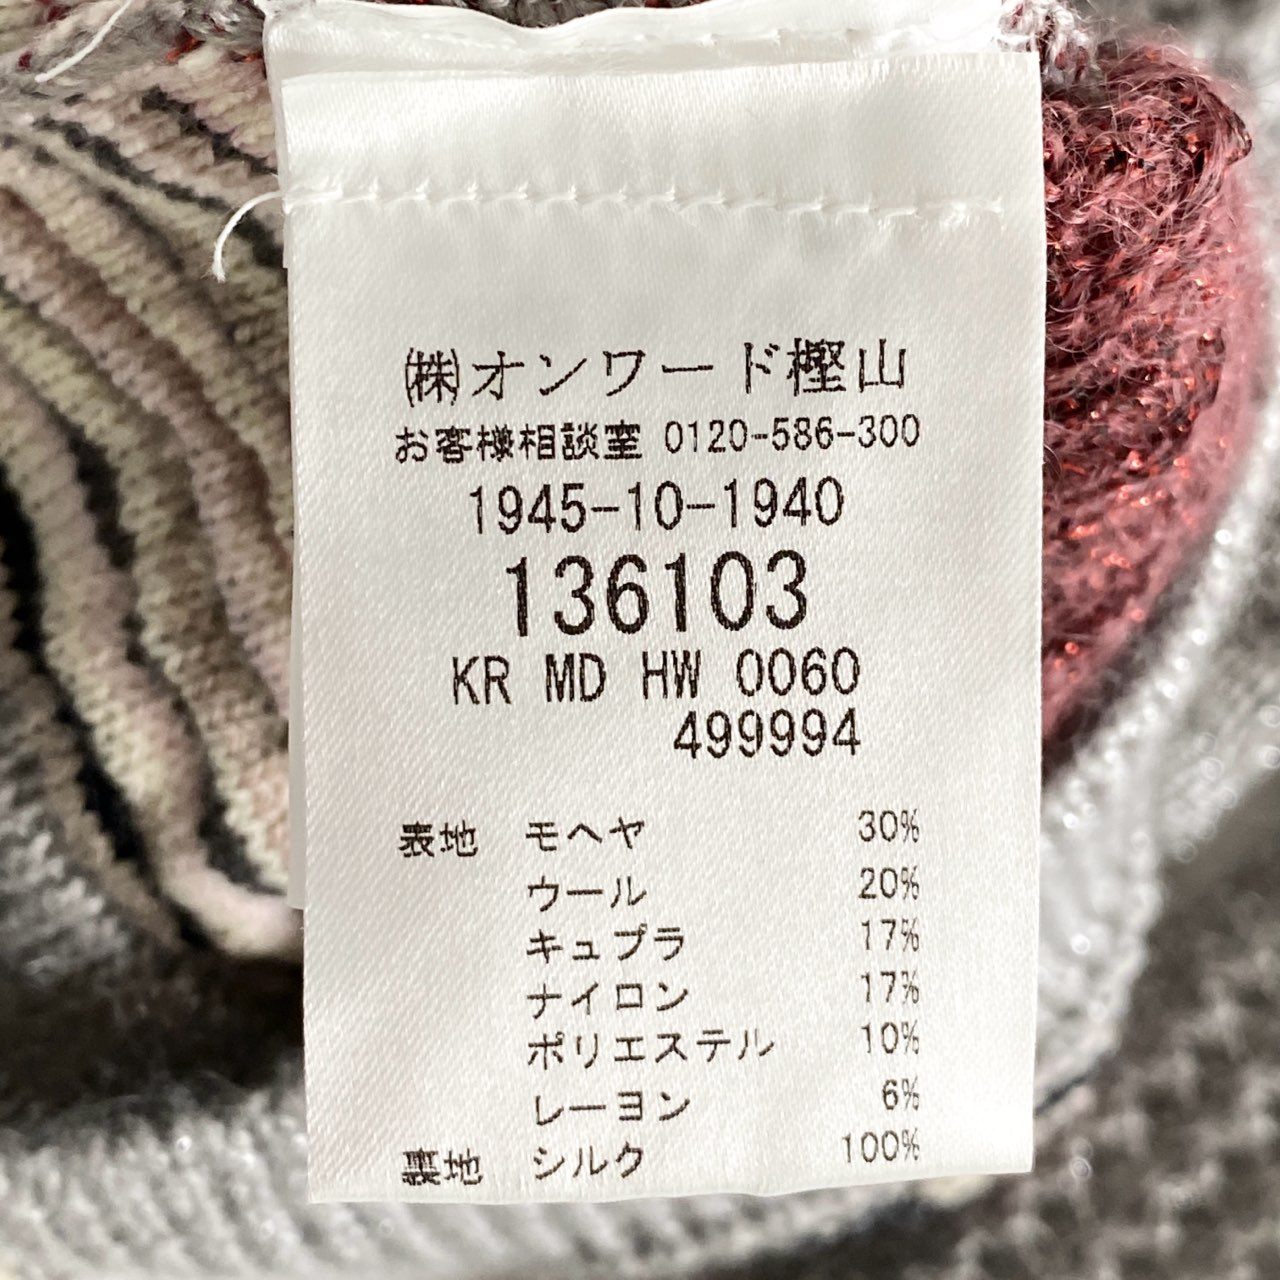 ㈱オンワード樫山
お客様相談室 0120-586-300
1945-10-1940
136103
KR MD HW 0060
499994
表地 モヘヤ 30%
ウール 20%
キュプラ 17%
ナイロン 17%
ポリエステル 10%
レーヨン 6%
裏地 シルク 100%